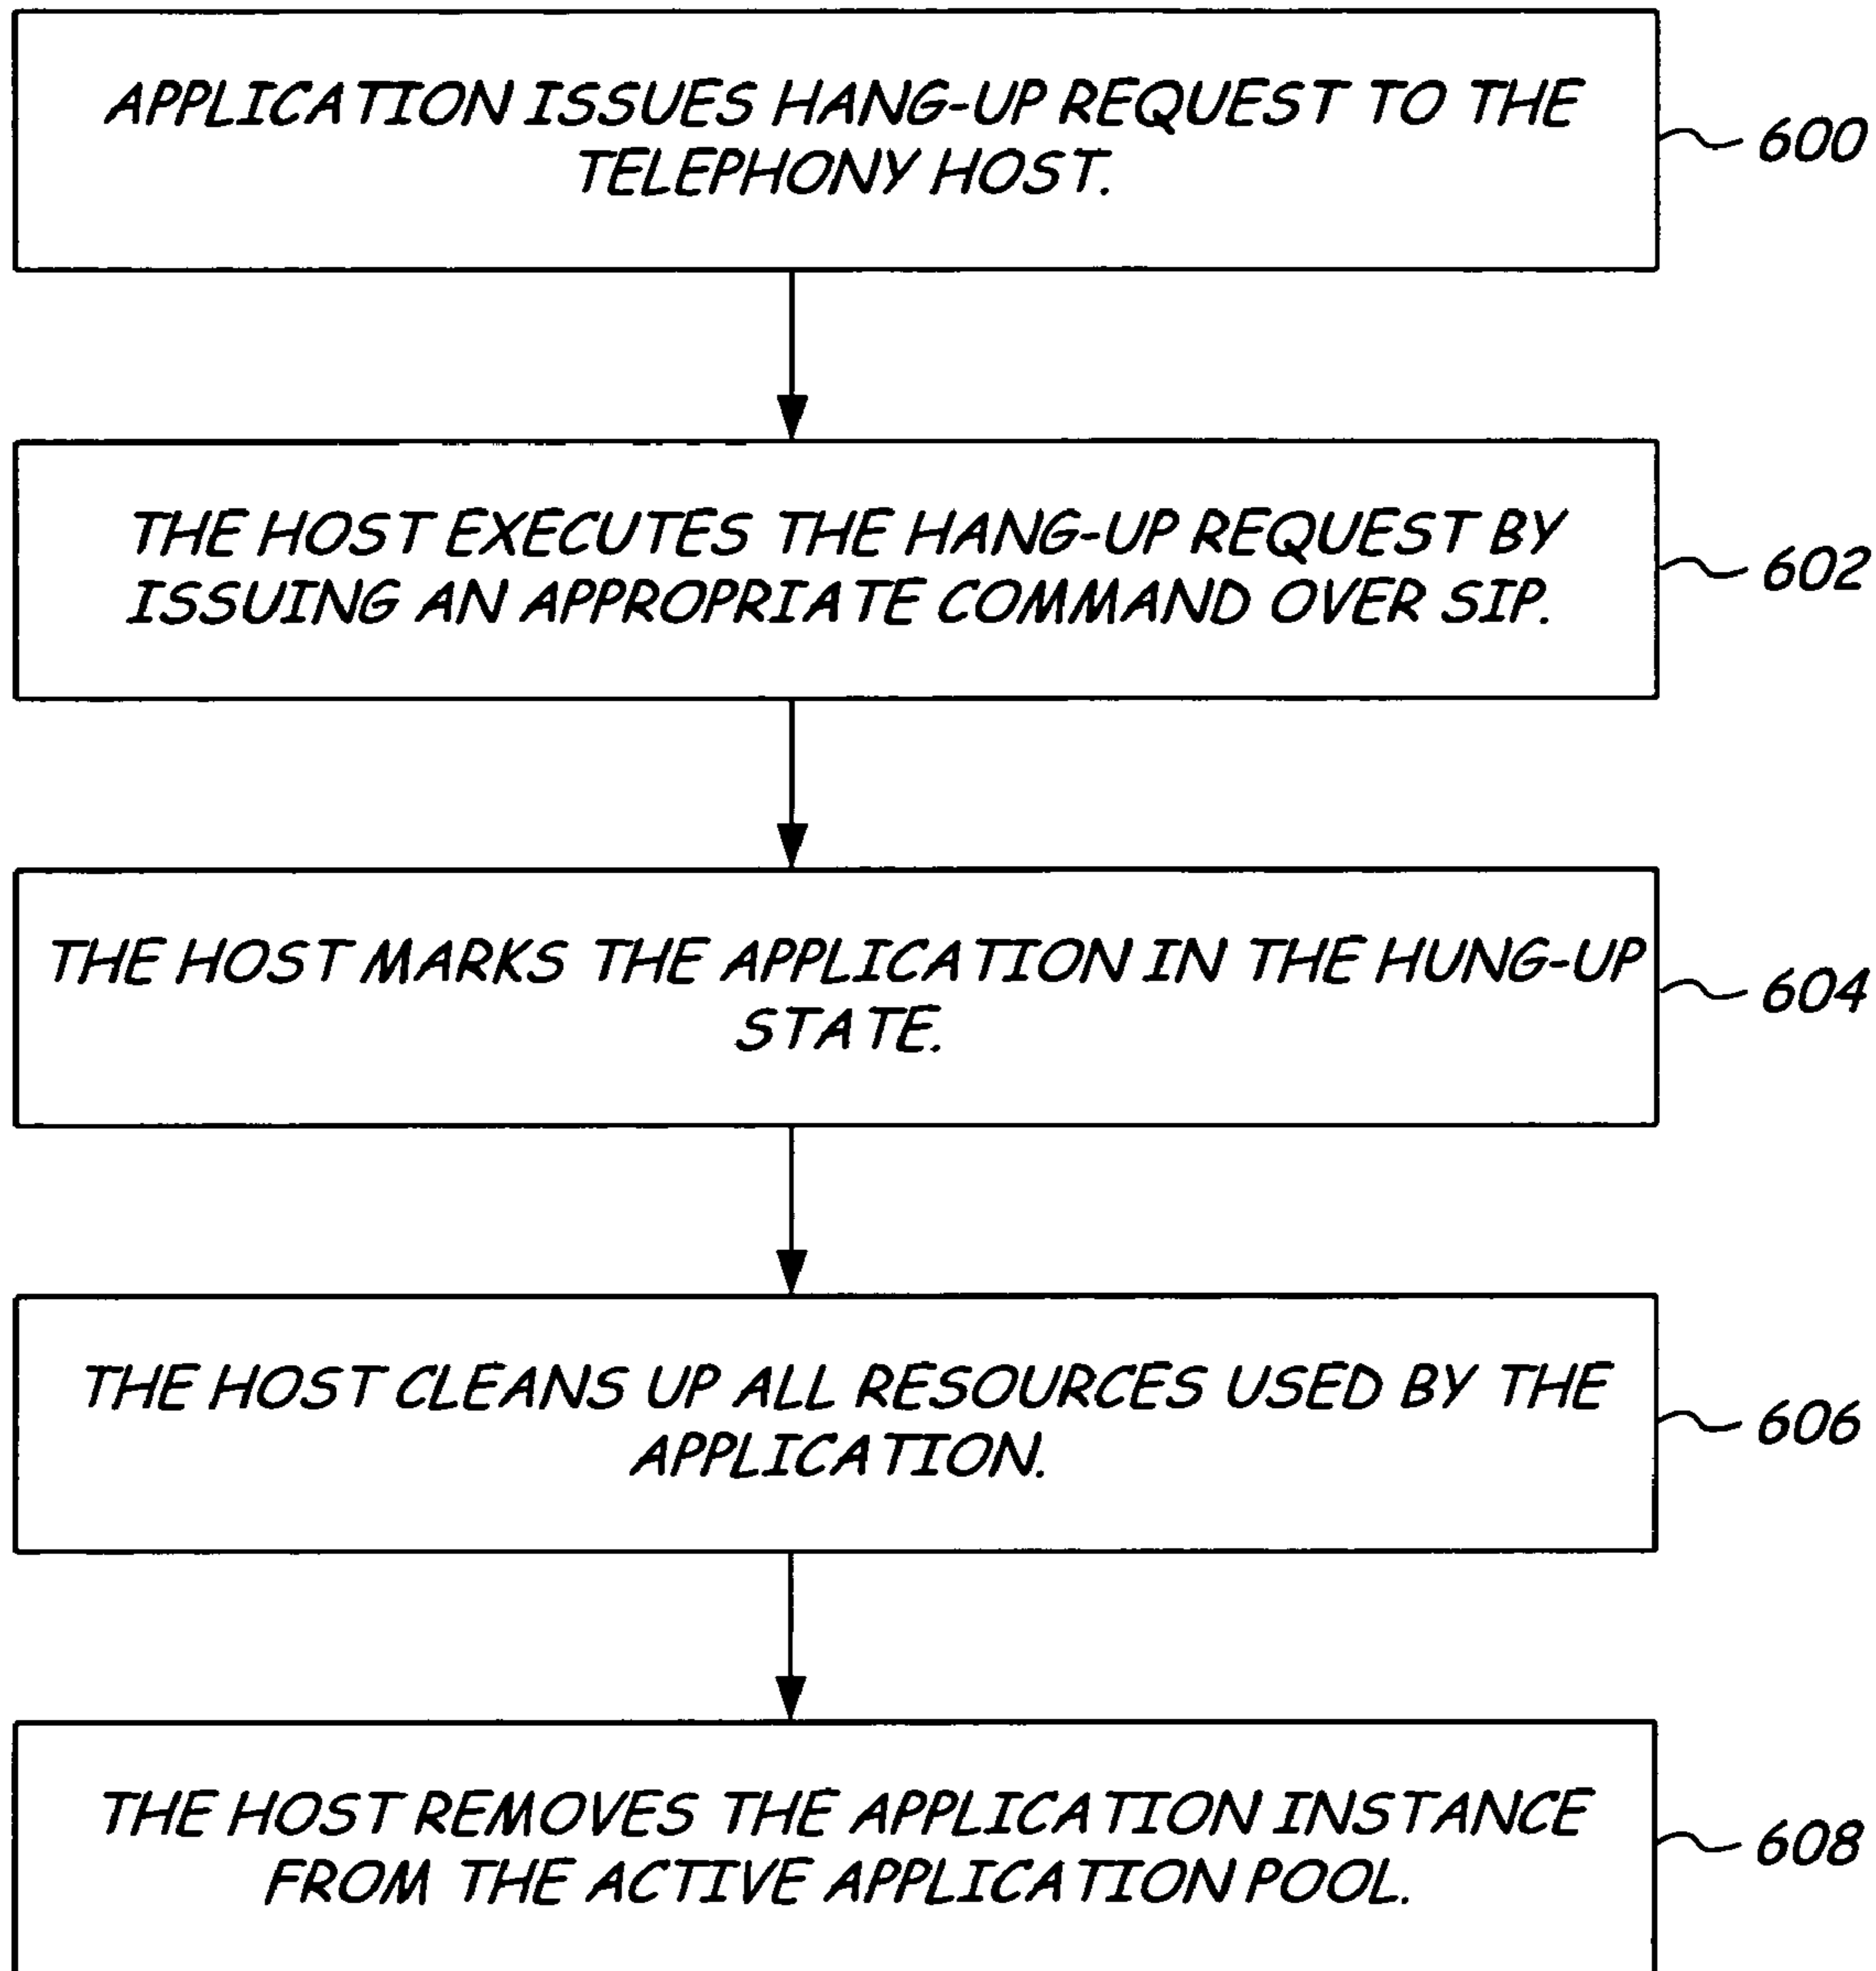 APPLICATION ISSUES HANG-UP REQUEST TO THE
TELEPHONY HOST.
600
THE HOST EXECUTES THE HANG-UP REQUEST BY
ISSUING AN APPROPRIATE COMMAND OVER SIP.
602
THE HOST MARKS THE APPLICATION IN THE HUNG-UP
STATE.
604
THE HOST CLEANS UP ALL RESOURCES USED BY THE
APPLICATION.
606
THE HOST REMOVES THE APPLICATION INSTANCE
FROM THE ACTIVE APPLICATION POOL.
608